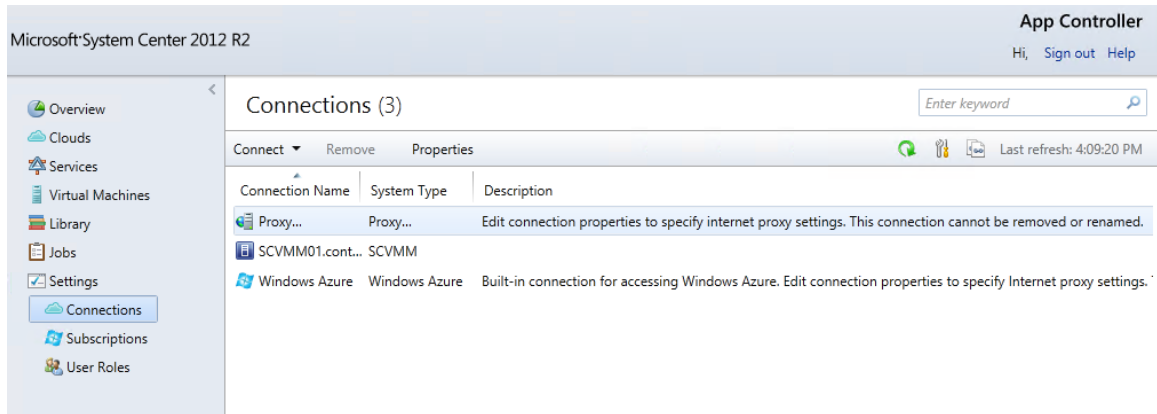 App Controller
Microsoft System Center 2012 R2
Hi, Sign out Help
<
Overview
Clouds
Services
Virtual Machines
Library
Jobs
Settings
Connections
Subscriptions
User Roles
Connections (3)
Enter keyword
Connect Remove Properties
Last refresh: 4:09:20 PM
Connection Name System Type Description
Proxy... Proxy... Edit connection properties to specify internet proxy settings. This connection cannot be removed or renamed.
SCVMM01.cont... SCVMM
Windows Azure Windows Azure Built-in connection for accessing Windows Azure. Edit connection properties to specify Internet proxy settings.